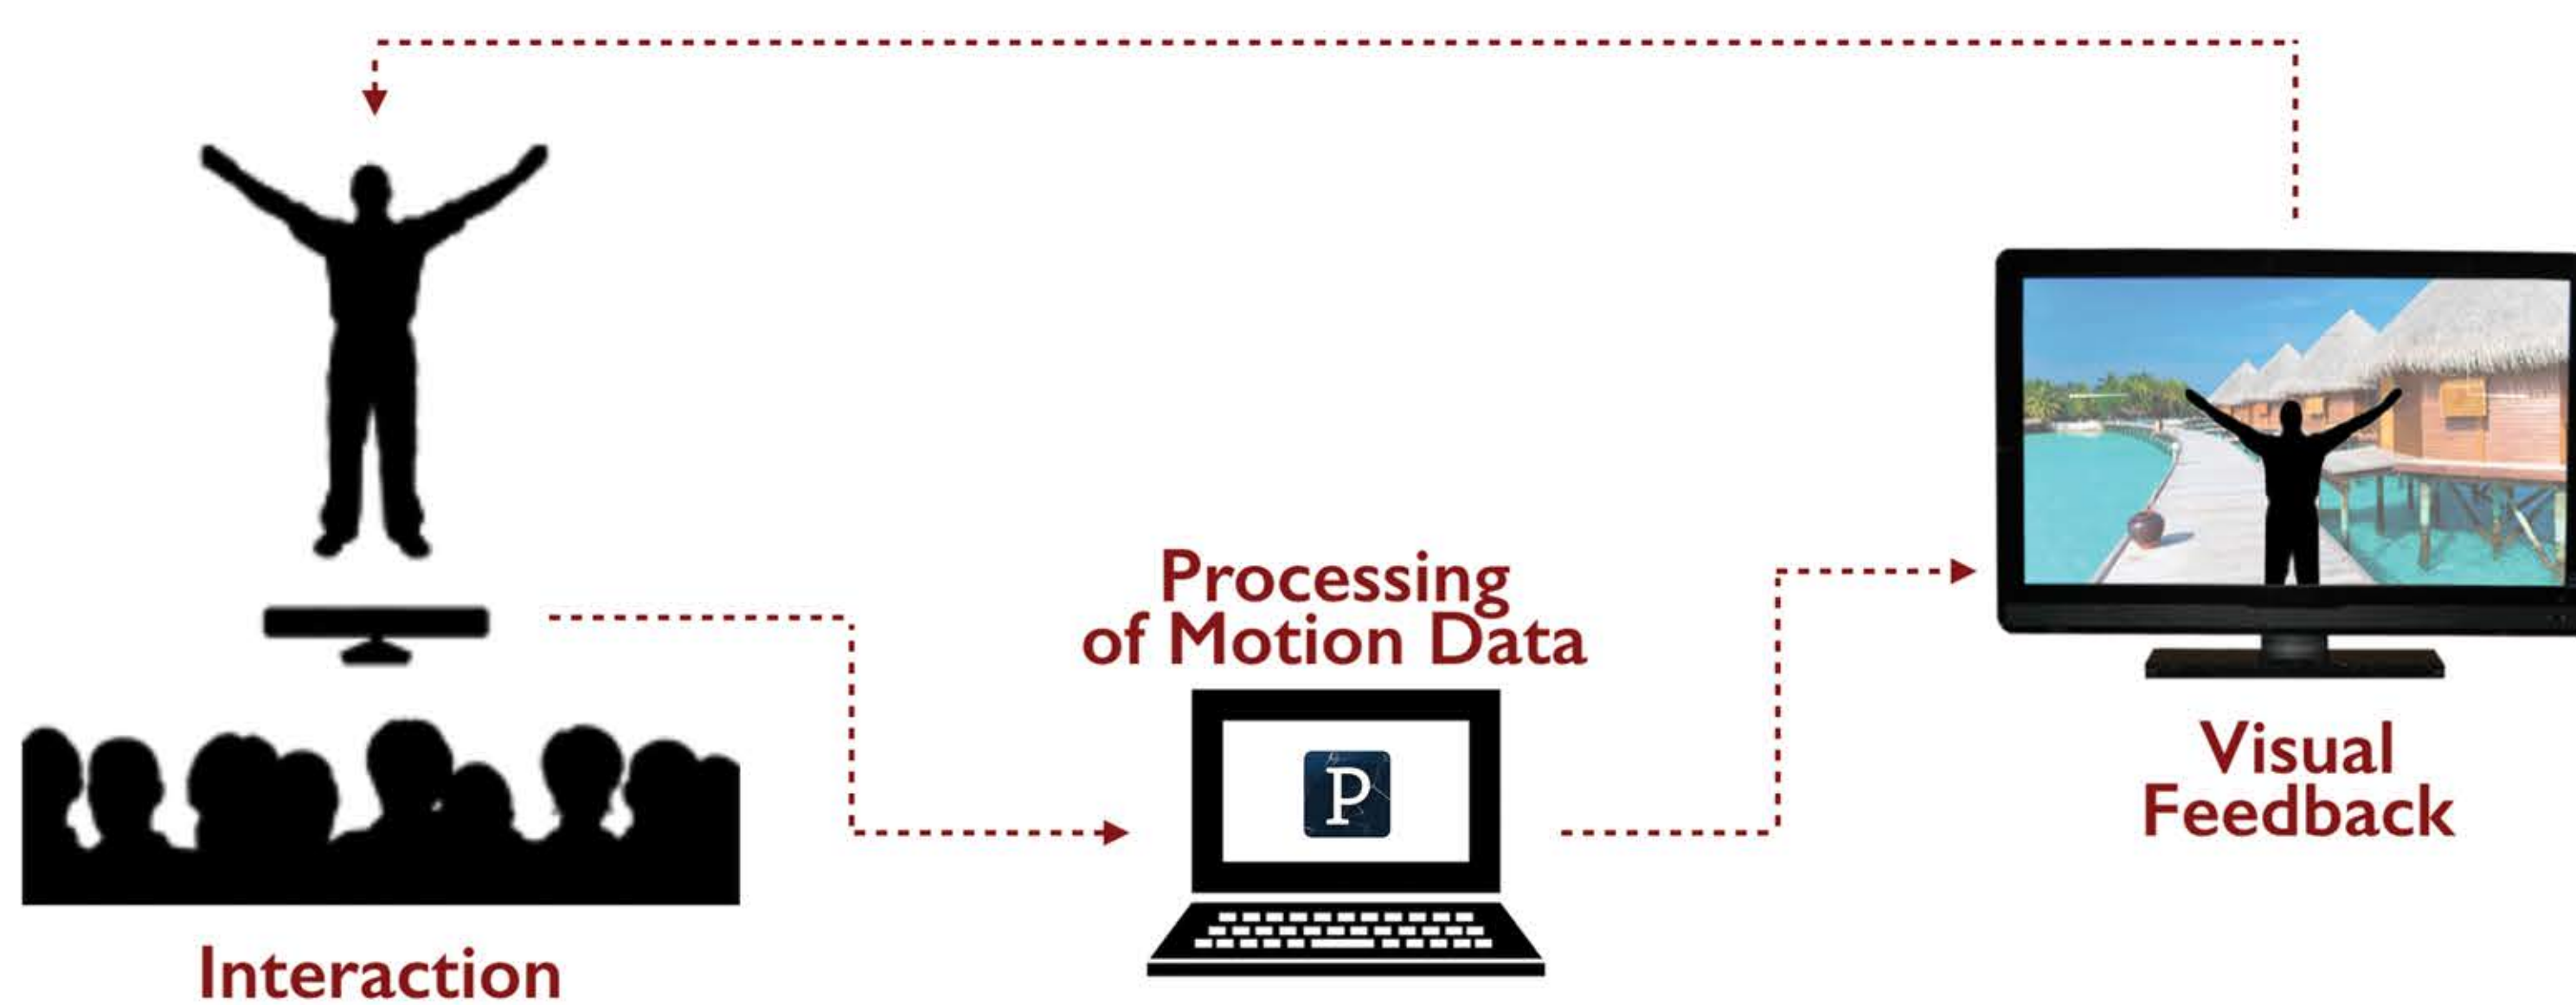 Interaction
Processing
of Motion Data
P
Visual
Feedback